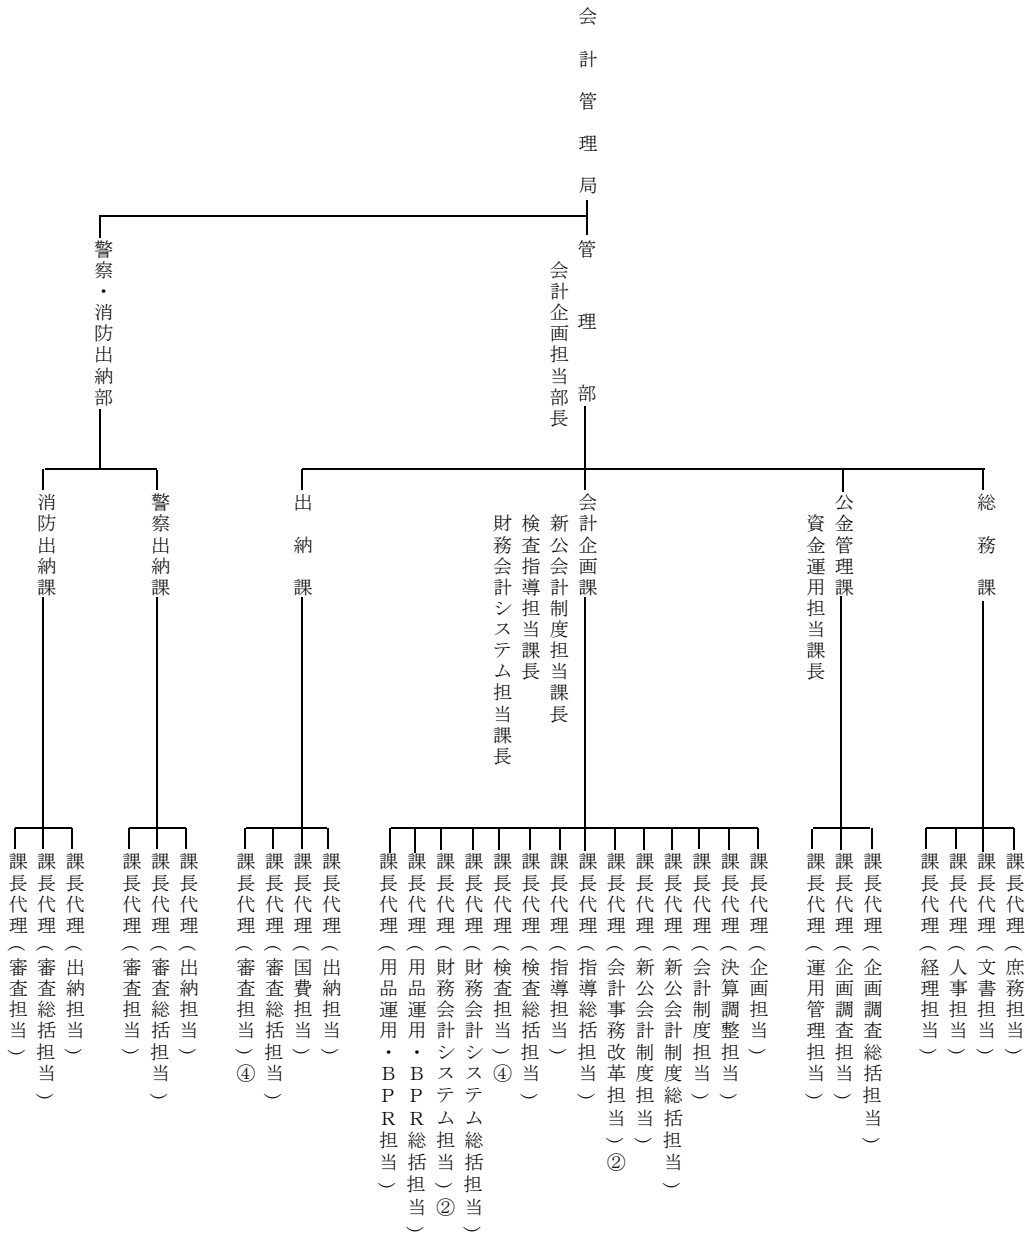 会計管理局
管理部
会計企画担当部長
警察・消防出納部
総務課
公金管理課
資金運用担当課長
会計企画課
新公会計制度担当課長
検査指導担当課長
財務会計システム担当課長
出納課
警察出納課
消防出納課
課長代理（庶務担当）
課長代理（文書担当）
課長代理（人事担当）
課長代理（経理担当）
課長代理（企画調査総括担当）
課長代理（企画調査担当）
課長代理（運用管理担当）
課長代理（企画担当）
課長代理（決算調整担当）
課長代理（会計制度担当）
課長代理（新公会計制度総括担当）
課長代理（新公会計制度担当）
課長代理（会計事務改革担当）②
課長代理（指導総括担当）
課長代理（指導担当）
課長代理（検査総括担当）
課長代理（検査担当）④
課長代理（財務会計システム総括担当）
課長代理（財務会計システム担当）②
課長代理（用品運用・ＢＰＲ総括担当）
課長代理（用品運用・ＢＰＲ担当）
課長代理（出納担当）
課長代理（国費担当）
課長代理（審査総括担当）
課長代理（審査担当）④
課長代理（出納担当）
課長代理（審査総括担当）
課長代理（審査担当）
課長代理（出納担当）
課長代理（審査総括担当）
課長代理（審査担当）